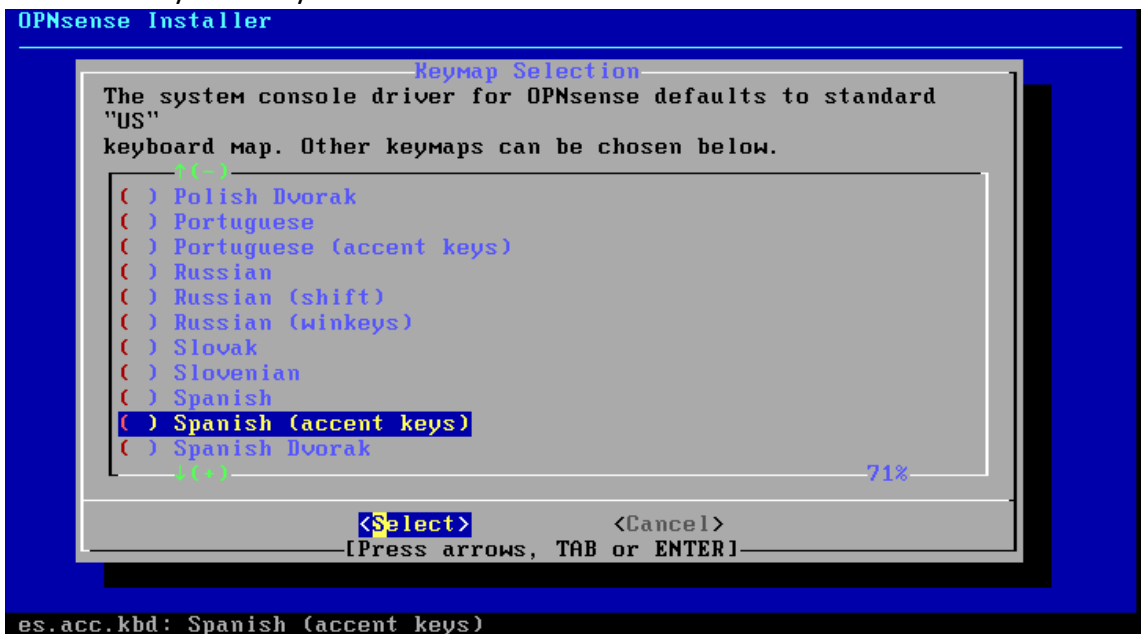 OPNsense Installer
Keymap Selection
The system console driver for OPNsense defaults to standard
"US"
keyboard map. Other keymaps can be chosen below.
↑(-)
( ) Polish Dvorak
( ) Portuguese
( ) Portuguese (accent keys)
( ) Russian
( ) Russian (shift)
( ) Russian (winkeys)
( ) Slovak
( ) Slovenian
( ) Spanish
( ) Spanish (accent keys)
( ) Spanish Dvorak
↓(+) 71%
<Select> <Cancel>
[Press arrows, TAB or ENTER]
es.acc.kbd: Spanish (accent keys)